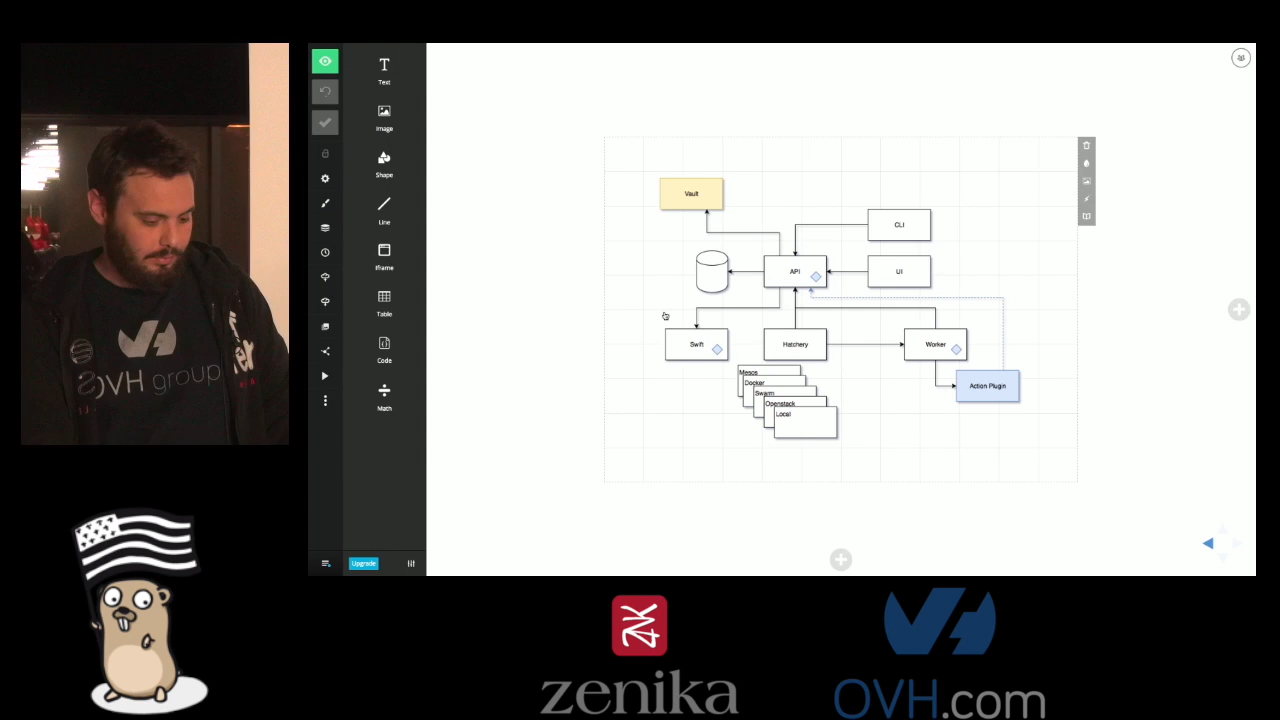 Text
Image
Shape
Line
Iframe
Table
Code
Math
Upgrade
Vault
CLI
API
UI
Swift
Hatchery
Worker
Action Plugin
Mesos
Docker
Swarm
Openstack
Local
OVH group
zenika
OVH.com